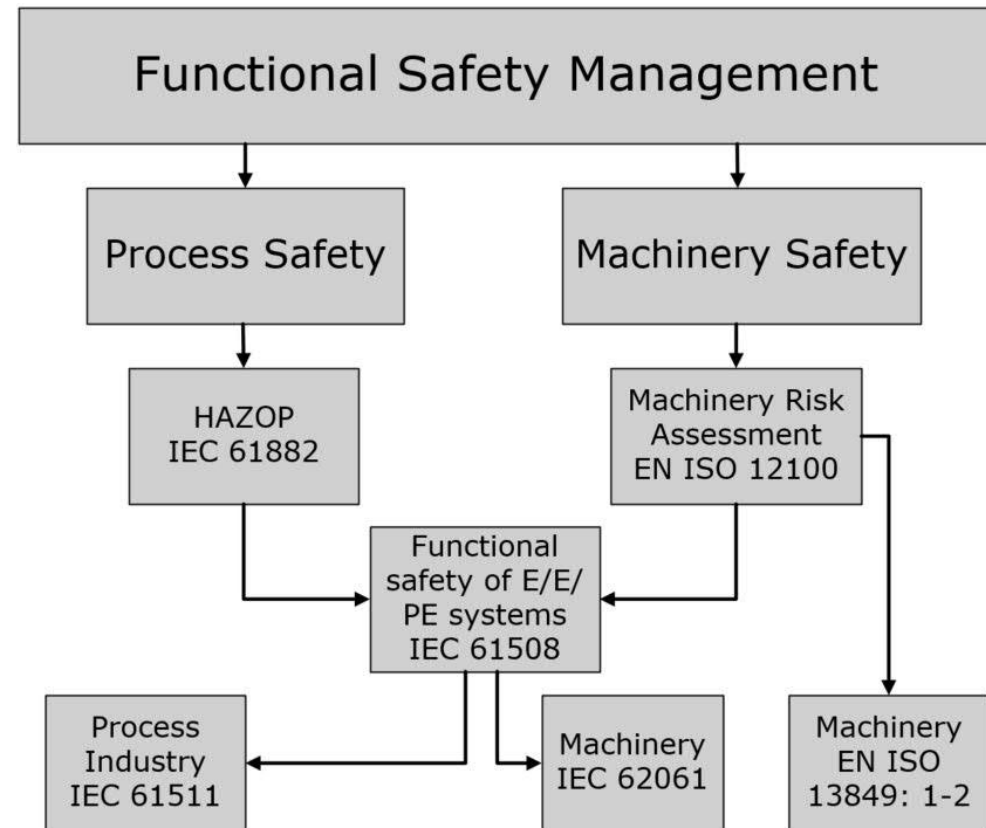 Functional Safety Management
Process Safety
Machinery Safety
HAZOP
IEC 61882
Machinery Risk
Assessment
EN ISO 12100
Functional
safety of E/E/
PE systems
IEC 61508
Process
Industry
IEC 61511
Machinery
IEC 62061
Machinery
EN ISO
13849: 1-2